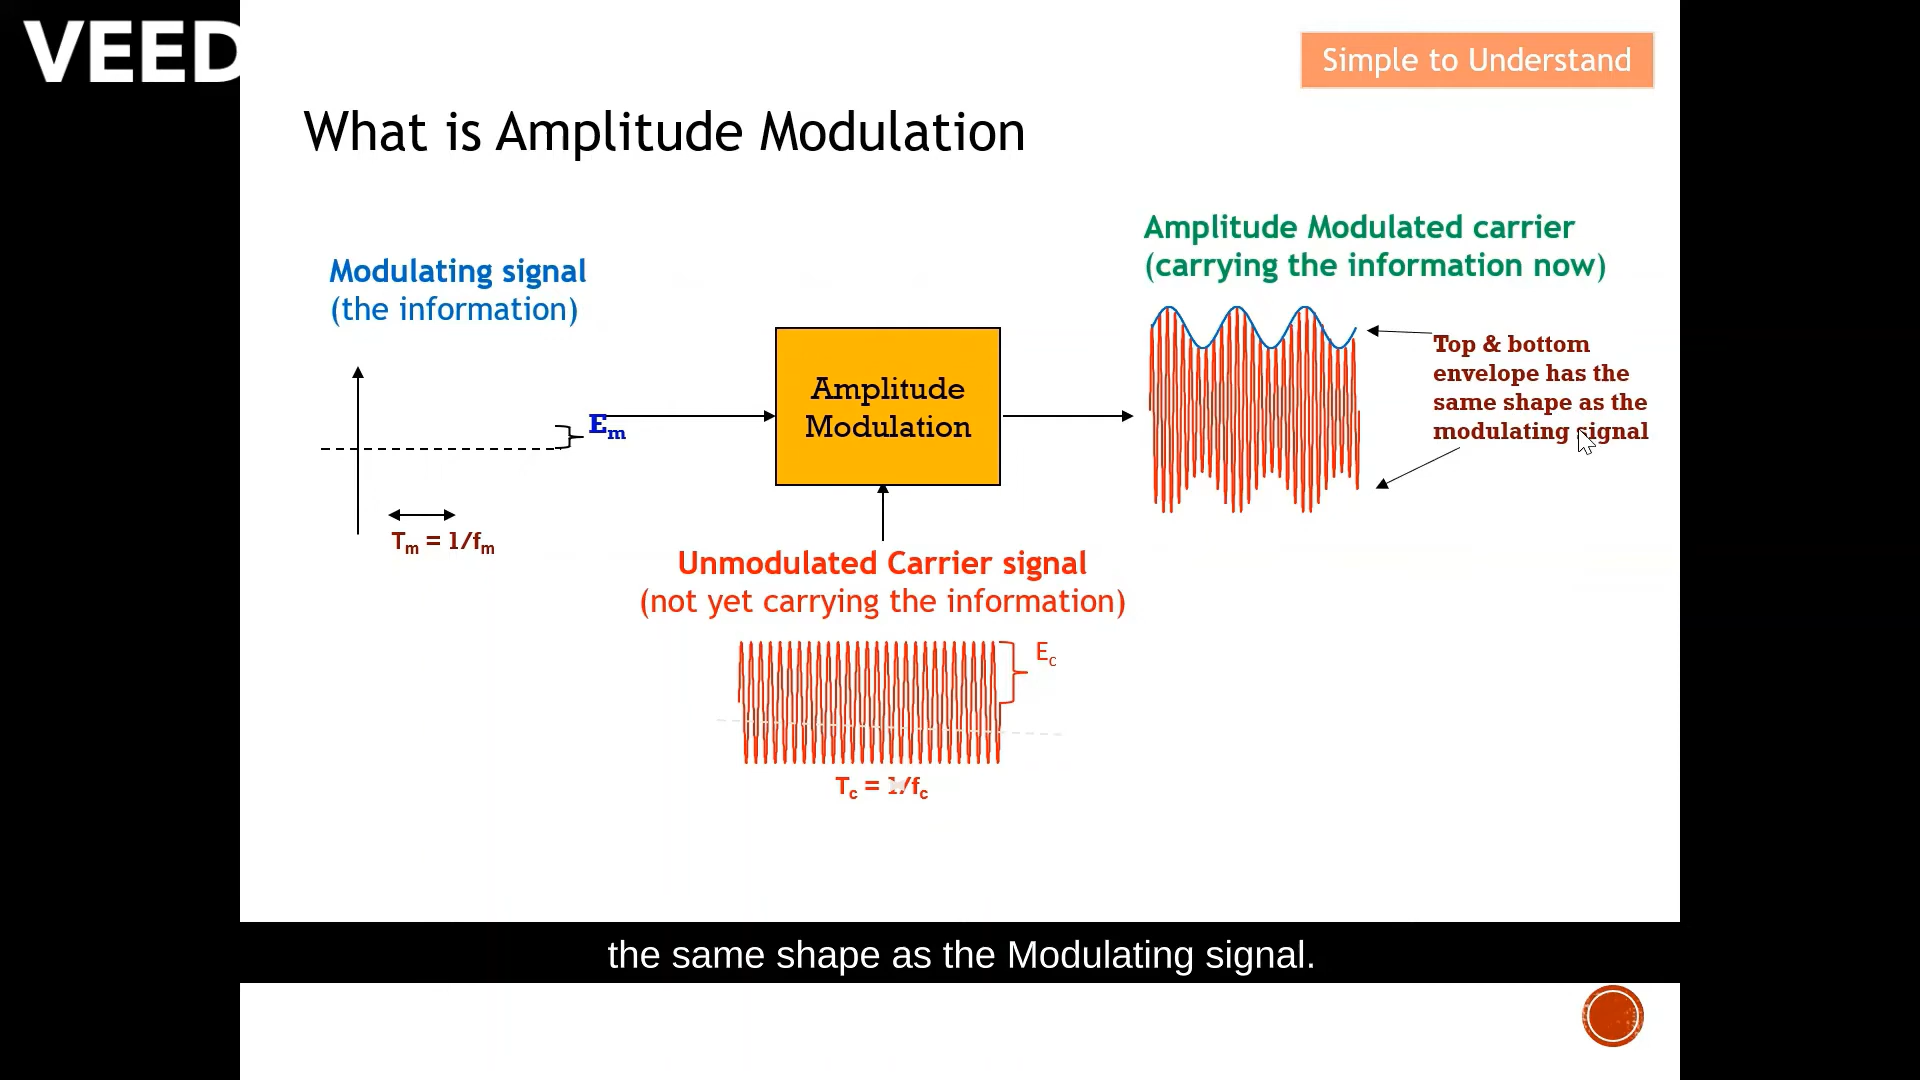 VEED
Simple to Understand
What is Amplitude Modulation
Amplitude Modulated carrier
(carrying the information now)
Modulating signal
(the information)
Top & bottom
envelope has the
same shape as the
modulating signal
Amplitude
Modulation
Em
Tm = 1/fm
Unmodulated Carrier signal
(not yet carrying the information)
Ec
Tc = 1/fc
the same shape as the Modulating signal.